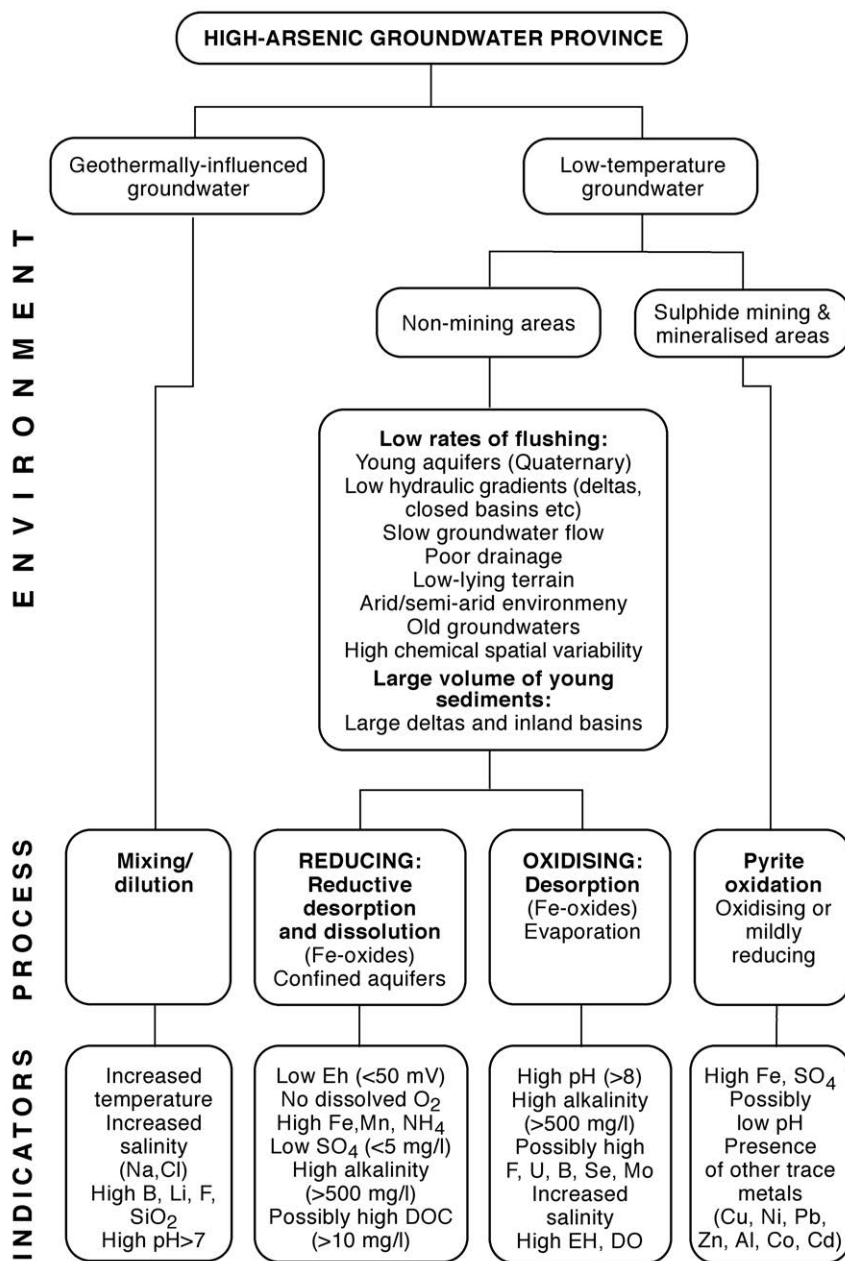 HIGH-ARSENIC GROUNDWATER PROVINCE
Geothermally-influenced
groundwater
Low-temperature
groundwater
ENVIRONMENT
Non-mining areas
Sulphide mining &
mineralised areas
Low rates of flushing:
Young aquifers (Quaternary)
Low hydraulic gradients (deltas,
closed basins etc)
Slow groundwater flow
Poor drainage
Low-lying terrain
Arid/semi-arid environmeny
Old groundwaters
High chemical spatial variability
Large volume of young
sediments:
Large deltas and inland basins
PROCESS
Mixing/
dilution
REDUCING:
Reductive
desorption
and dissolution
(Fe-oxides)
Confined aquifers
OXIDISING:
Desorption
(Fe-oxides)
Evaporation
Pyrite
oxidation
Oxidising or
mildly
reducing
INDICATORS
Increased
temperature
Increased
salinity
(Na,Cl)
High B, Li, F,
SiO2
High pH>7
Low Eh (<50 mV)
No dissolved O2
High Fe,Mn, NH4
Low SO4 (<5 mg/l)
High alkalinity
(>500 mg/l)
Possibly high DOC
(>10 mg/l)
High pH (>8)
High alkalinity
(>500 mg/l)
Possibly high
F, U, B, Se, Mo
Increased
salinity
High EH, DO
High Fe, SO4
Possibly
low pH
Presence
of other trace
metals
(Cu, Ni, Pb,
Zn, Al, Co, Cd)